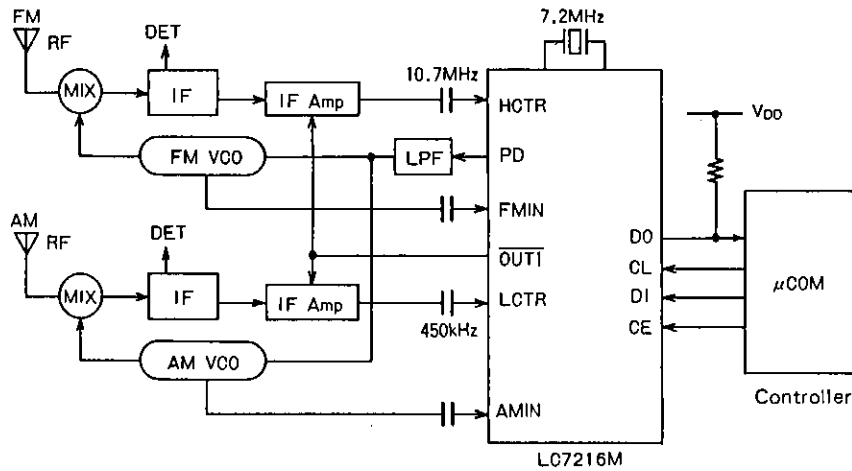 FM
RF
DET
7.2MHz
MIX
IF
IF Amp
10.7MHz
HCTR
VDD
FM VCO
LPF
PD
FMIN
AM
RF
DET
OUT1
DO
CL
DI
CE
μCOM
MIX
IF
IF Amp
450kHz
LCTR
AM VCO
AMIN
Controller
LC7216M